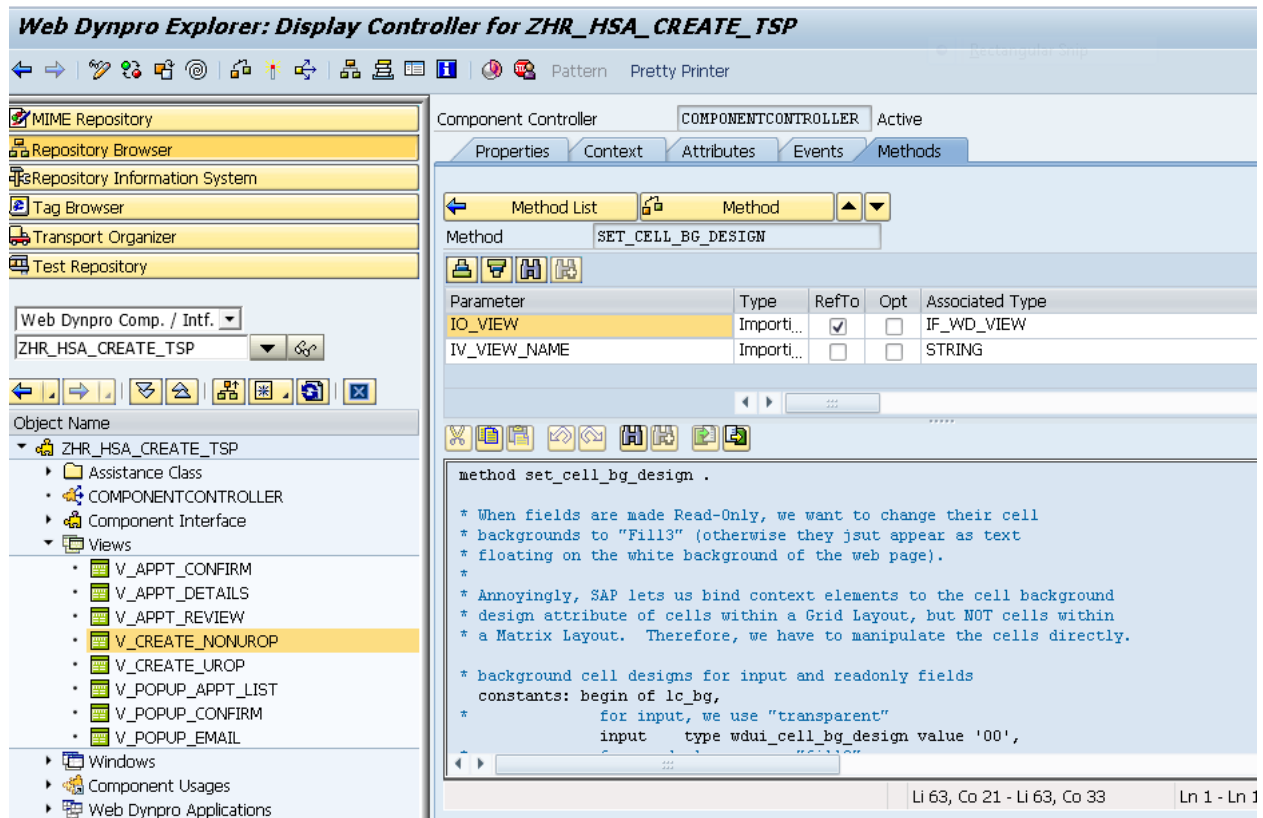 Web Dynpro Explorer: Display Controller for ZHR_HSA_CREATE_TSP
Rectangular Snip
Pattern Pretty Printer
MIME Repository
Repository Browser
Repository Information System
Tag Browser
Transport Organizer
Test Repository
Web Dynpro Comp. / Intf.
ZHR_HSA_CREATE_TSP
Object Name
ZHR_HSA_CREATE_TSP
Assistance Class
COMPONENTCONTROLLER
Component Interface
Views
V_APPT_CONFIRM
V_APPT_DETAILS
V_APPT_REVIEW
V_CREATE_NONUROP
V_CREATE_UROP
V_POPUP_APPT_LIST
V_POPUP_CONFIRM
V_POPUP_EMAIL
Windows
Component Usages
Web Dynpro Applications
Component Controller COMPONENTCONTROLLER Active
Properties Context Attributes Events Methods
Method List Method
Method SET_CELL_BG_DESIGN
Parameter Type RefTo Opt Associated Type
IO_VIEW Importi... IF_WD_VIEW
IV_VIEW_NAME Importi... STRING
method set_cell_bg_design .
* When fields are made Read-Only, we want to change their cell
* backgrounds to "Fill3" (otherwise they jsut appear as text
* floating on the white background of the web page).
*
* Annoyingly, SAP lets us bind context elements to the cell background
* design attribute of cells within a Grid Layout, but NOT cells within
* a Matrix Layout. Therefore, we have to manipulate the cells directly.
* background cell designs for input and readonly fields
constants: begin of lc_bg,
* for input, we use "transparent"
input type wdui_cell_bg_design value '00',
Li 63, Co 21 - Li 63, Co 33 Ln 1 - Ln 1